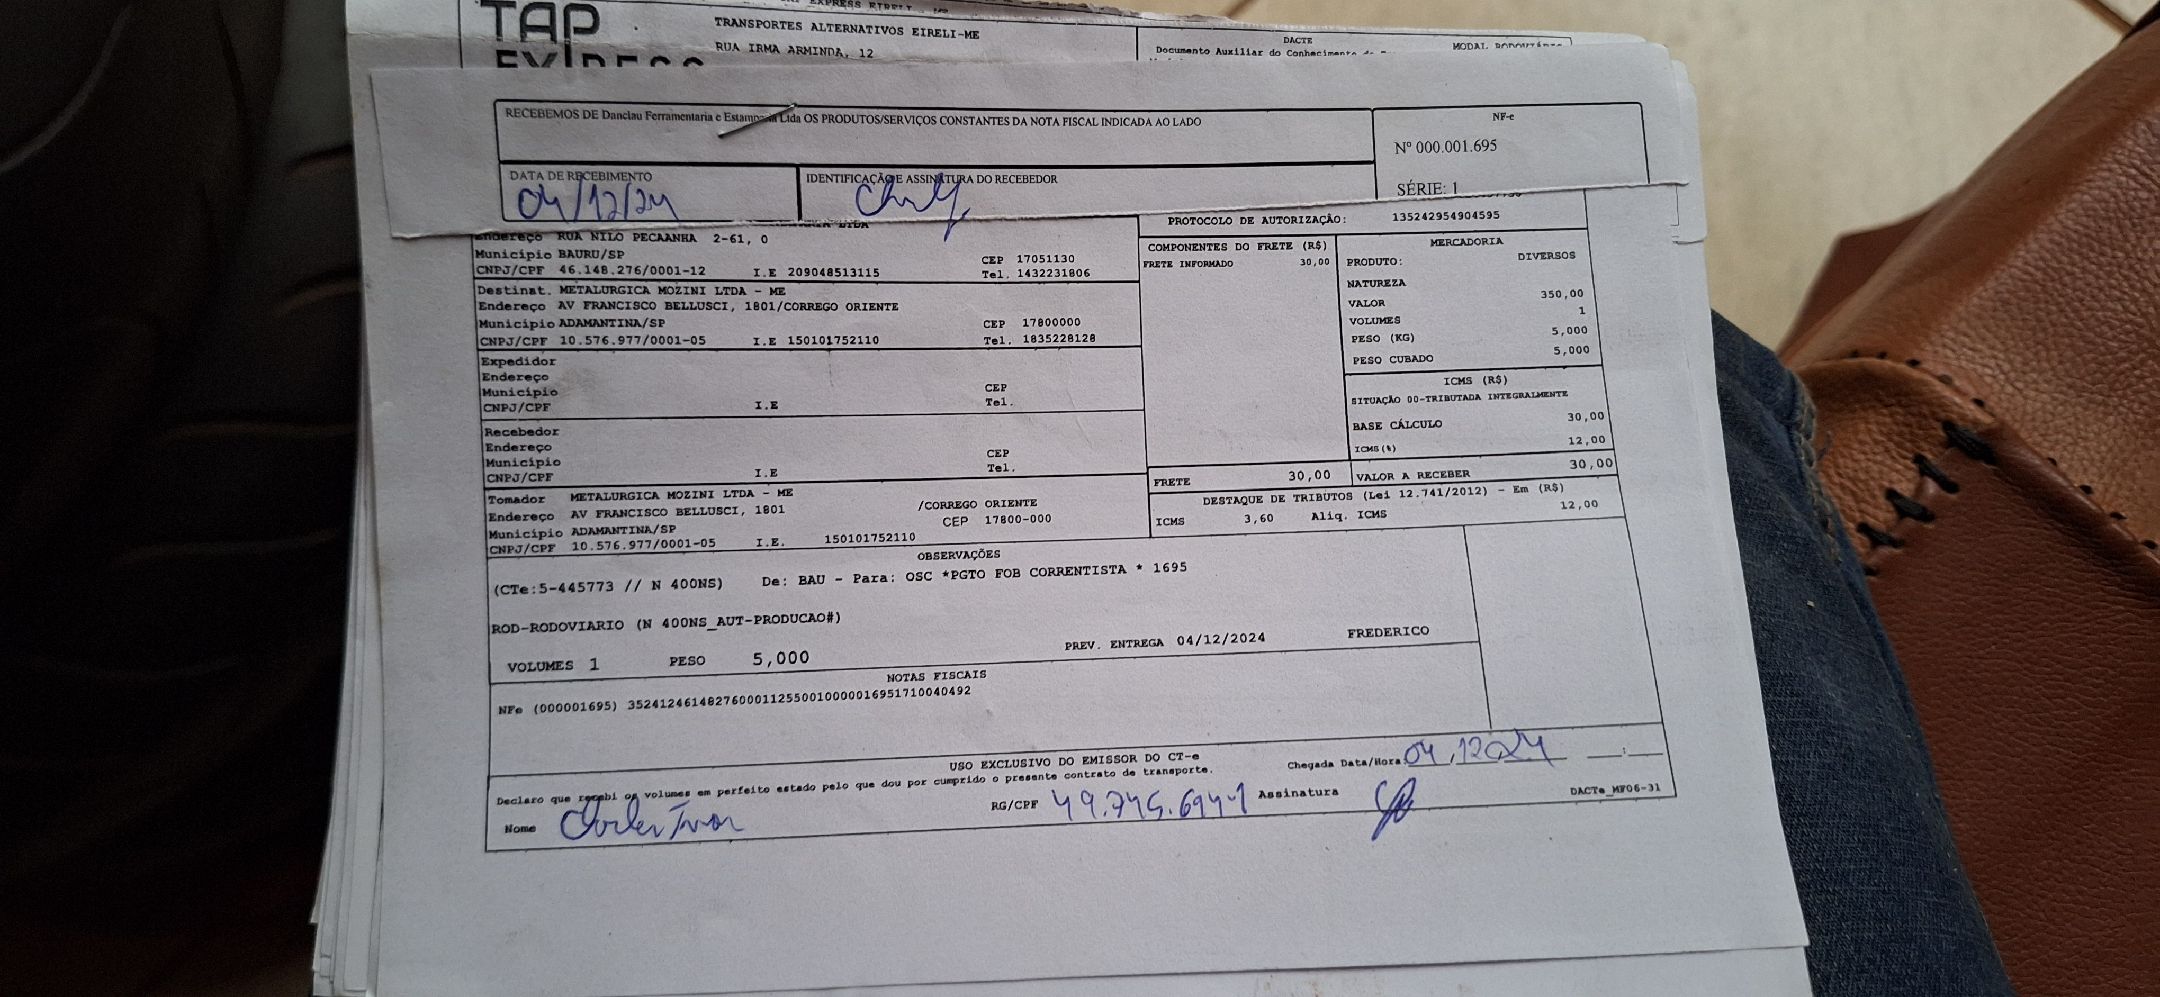 TAP
TRANSPORTES ALTERNATIVOS EIRELI-ME
RUA IRMA ARMINDA, 12
DACTE
Documento Auxiliar do Conhecimento
MODAL
RECEBEMOS DE Danclau Ferramentaria e Estamparia Ltda OS PRODUTOS/SERVIÇOS CONSTANTES DA NOTA FISCAL INDICADA AO LADO
NF-e
Nº 000.001.695
SÉRIE: 1
DATA DE RECEBIMENTO
04/12/24
IDENTIFICAÇÃO E ASSINATURA DO RECEBEDOR
PROTOCOLO DE AUTORIZAÇÃO: 135242954904595
Endereço RUA NILO PECAANHA 2-61, 0
Município BAURU/SP CEP 17051130
CNPJ/CPF 46.148.276/0001-12 I.E 209048513115 Tel. 1432231806
Destinat. METALURGICA MOZINI LTDA - ME
Endereço AV FRANCISCO BELLUSCI, 1801/CORREGO ORIENTE
Município ADAMANTINA/SP CEP 17800000
CNPJ/CPF 10.576.977/0001-05 I.E 150101752110 Tel. 1835228128
Expedidor
Endereço
Município CEP
CNPJ/CPF I.E Tel.
Recebedor
Endereço
Município CEP
CNPJ/CPF I.E Tel.
Tomador METALURGICA MOZINI LTDA - ME
Endereço AV FRANCISCO BELLUSCI, 1801 /CORREGO ORIENTE
Município ADAMANTINA/SP CEP 17800-000
CNPJ/CPF 10.576.977/0001-05 I.E. 150101752110
COMPONENTES DO FRETE (R$)
FRETE INFORMADO 30,00
MERCADORIA
PRODUTO: DIVERSOS
NATUREZA
VALOR 350,00
VOLUMES 1
PESO (KG) 5,000
PESO CUBADO 5,000
ICMS (R$)
SITUAÇÃO 00-TRIBUTADA INTEGRALMENTE
BASE CÁLCULO 30,00
ICMS(%) 12,00
FRETE 30,00 VALOR A RECEBER 30,00
DESTAQUE DE TRIBUTOS (Lei 12.741/2012) - Em (R$)
ICMS 3,60 Aliq. ICMS 12,00
OBSERVAÇÕES
(CTe:5-445773 // N 400NS) De: BAU - Para: OSC *PGTO FOB CORRENTISTA * 1695
ROD-RODOVIARIO (N 400NS_AUT-PRODUCAO#)
VOLUMES 1 PESO 5,000 PREV. ENTREGA 04/12/2024 FREDERICO
NOTAS FISCAIS
NFe (000001695) 35241246148276000112550010000016951710040492
USO EXCLUSIVO DO EMISSOR DO CT-e
Declaro que recebi os volumes em perfeito estado pelo que dou por cumprido o presente contrato de transporte.
Chegada Data/Hora: 04 12 24 __:__
Nome
RG/CPF 49.745.694-1 Assinatura
DACTe_MF06-31